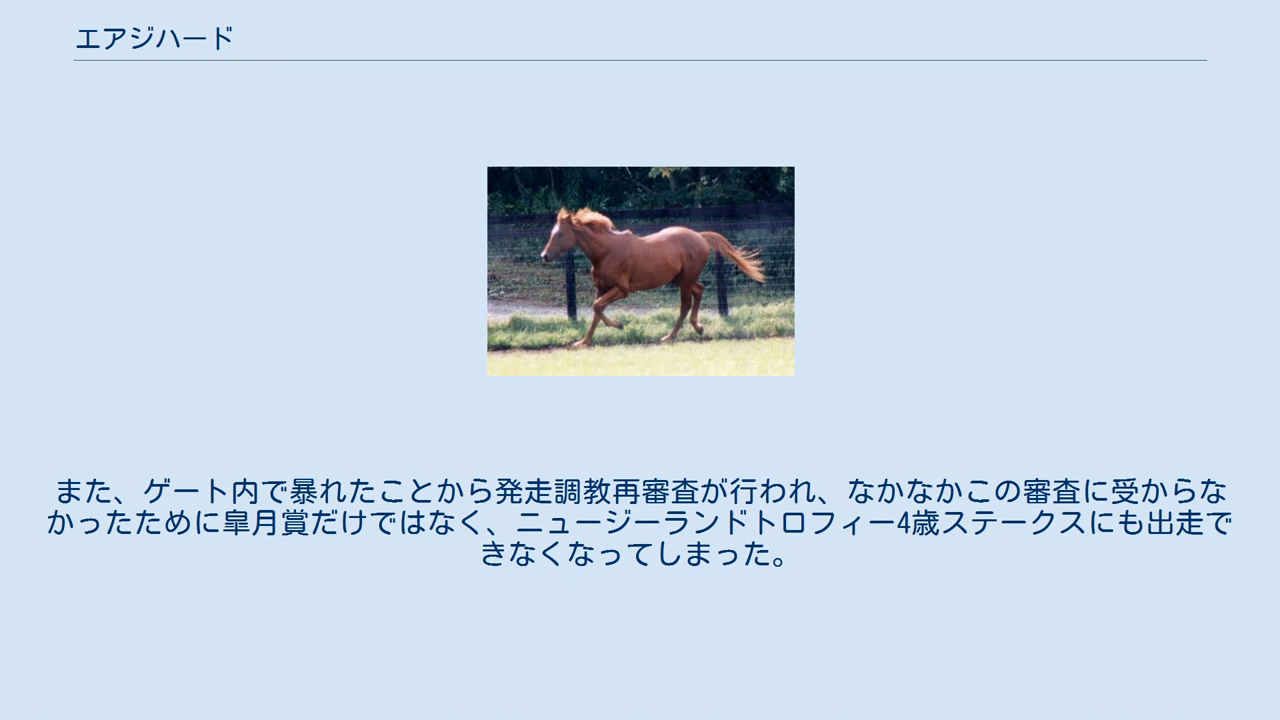 エアジハード
また、ゲート内で暴れたことから発走調教再審査が行われ、なかなかこの審査に受からな
かったために皐月賞だけではなく、ニュージーランドトロフィー4歳ステークスにも出走で
きなくなってしまった。